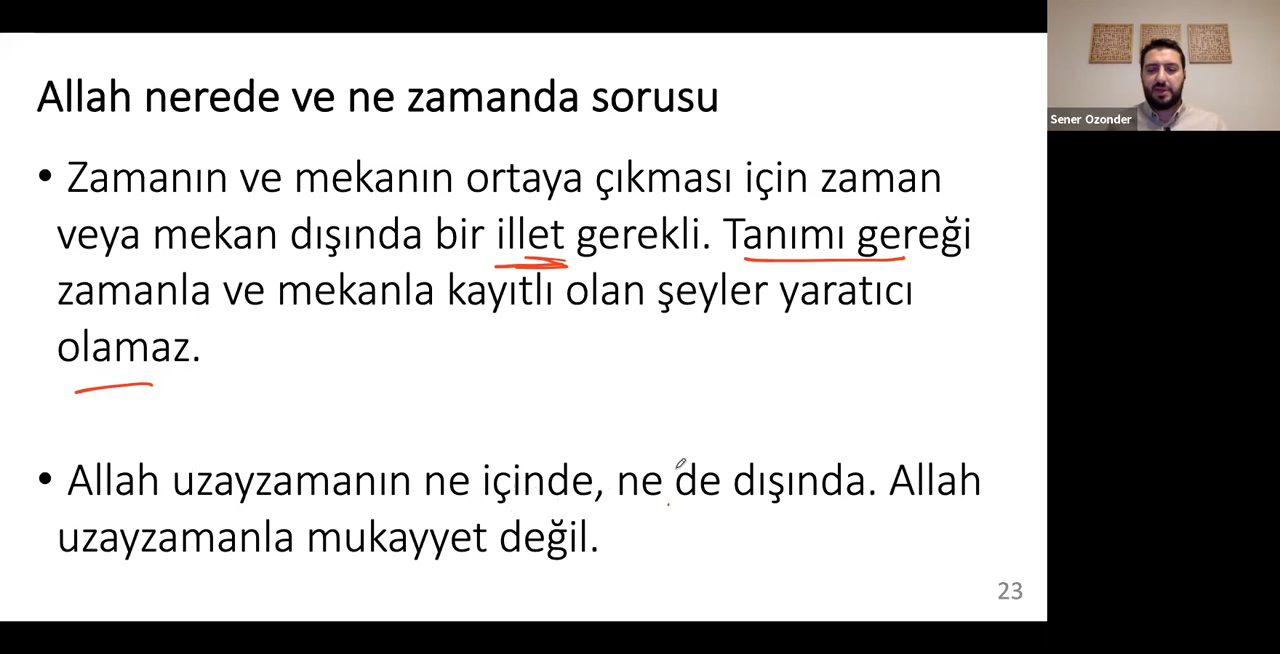 Allah nerede ve ne zamanda sorusu
• Zamanın ve mekanın ortaya çıkması için zaman
veya mekan dışında bir illet gerekli. Tanımı gereği
zamanla ve mekanla kayıtlı olan şeyler yaratıcı
olamaz.
• Allah uzayzamanın ne içinde, ne de dışında. Allah
uzayzamanla mukayyet değil.
23
Sener Ozonder